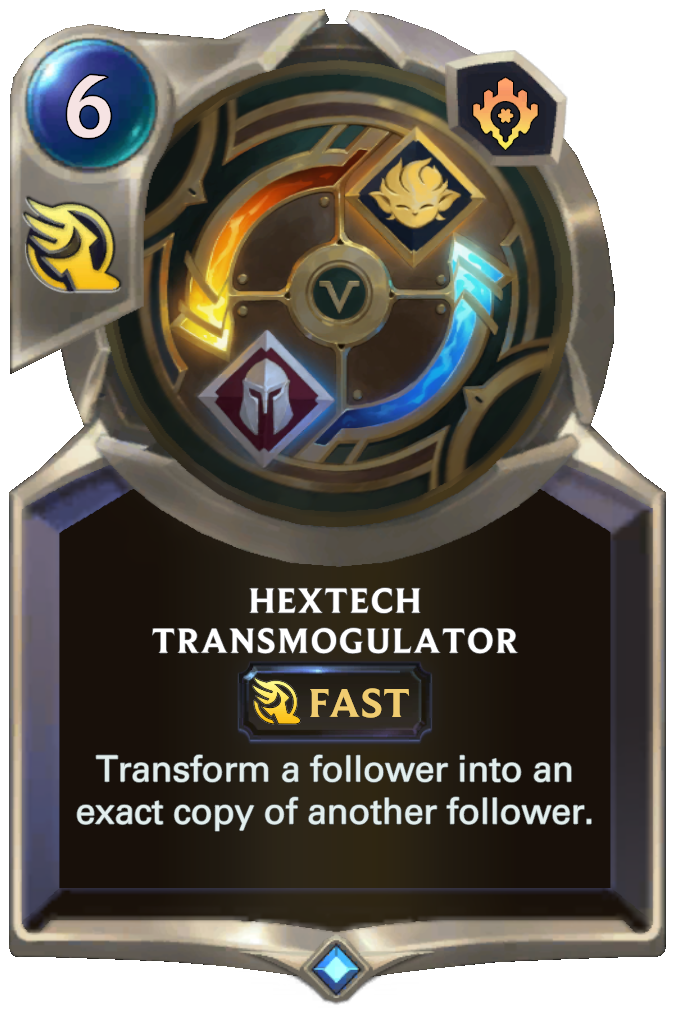 6
V
HEXTECH
TRANSMOGULATOR
FAST
Transform a follower into an
exact copy of another follower.